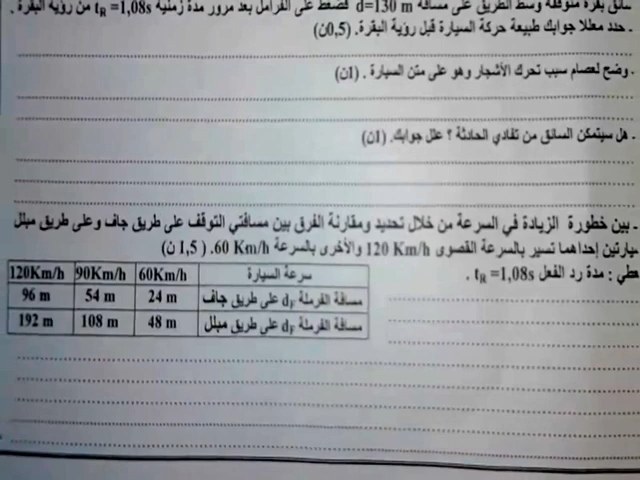 سائق بقرة متوقفة وسط الطريق على مسافة d=130 m فضغط على الفرامل بعد مرور مدة زمنية tR =1,08s من رؤية البقرة .
- حدد معللا جوابك طبيعة حركة السيارة قبل رؤية البقرة. (0,5ن)
- وضح لعصام سبب تحرك الأشجار وهو على متن السيارة . (1ن)
- هل سيتمكن السائق من تفادي الحادثة ؟ علل جوابك. (1ن)
- بين خطورة الزيادة في السرعة من خلال تحديد ومقارنة الفرق بين مسافتي التوقف على طريق جاف وعلى طريق مبلل
سيارتين إحداهما تسير بالسرعة القصوى 120 Km/h والأخرى بالسرعة 60 Km/h. ( 1,5 ن)
معطي : مدة رد الفعل tR =1,08s .
سرعة السيارة 60Km/h 90Km/h 120Km/h
مسافة الفرملة dF على طريق جاف 24 m 54 m 96 m
مسافة الفرملة dF على طريق مبلل 48 m 108 m 192 m